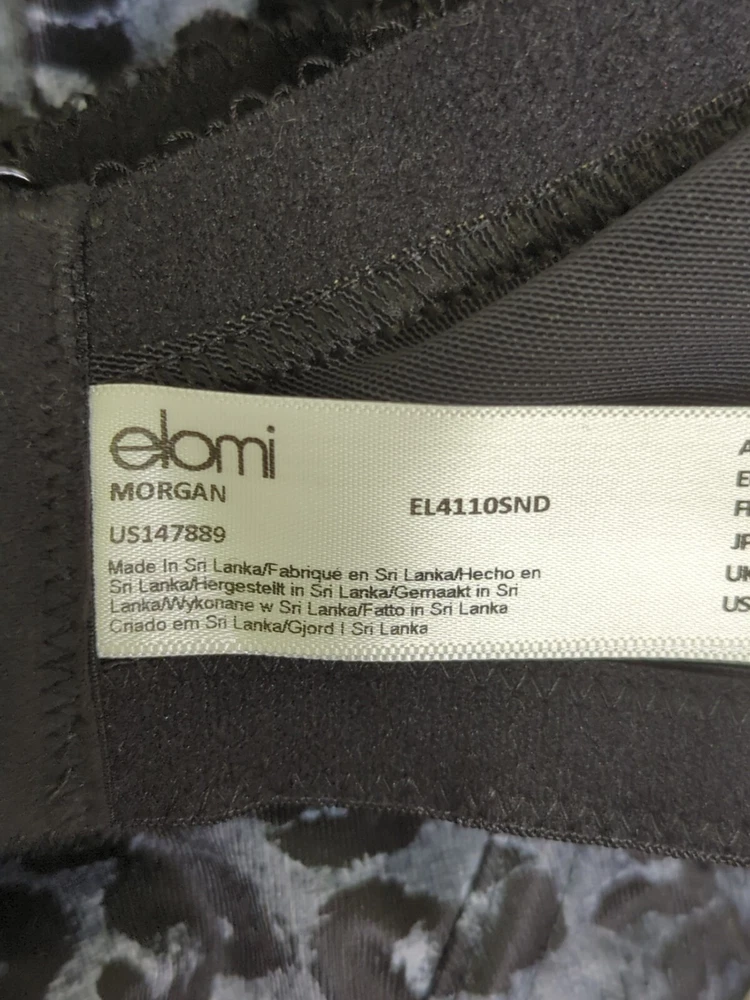 elomi
MORGAN
EL4110SND
US147889
Made In Sri Lanka/Fabriqué en Sri Lanka/Hecho en
Sri Lanka/Hergestellt in Sri Lanka/Gemaakt in Sri
Lanka/Wykonane w Sri Lanka/Fatto in Sri Lanka
Criado em Sri Lanka/Gjord I Sri Lanka
UK
US